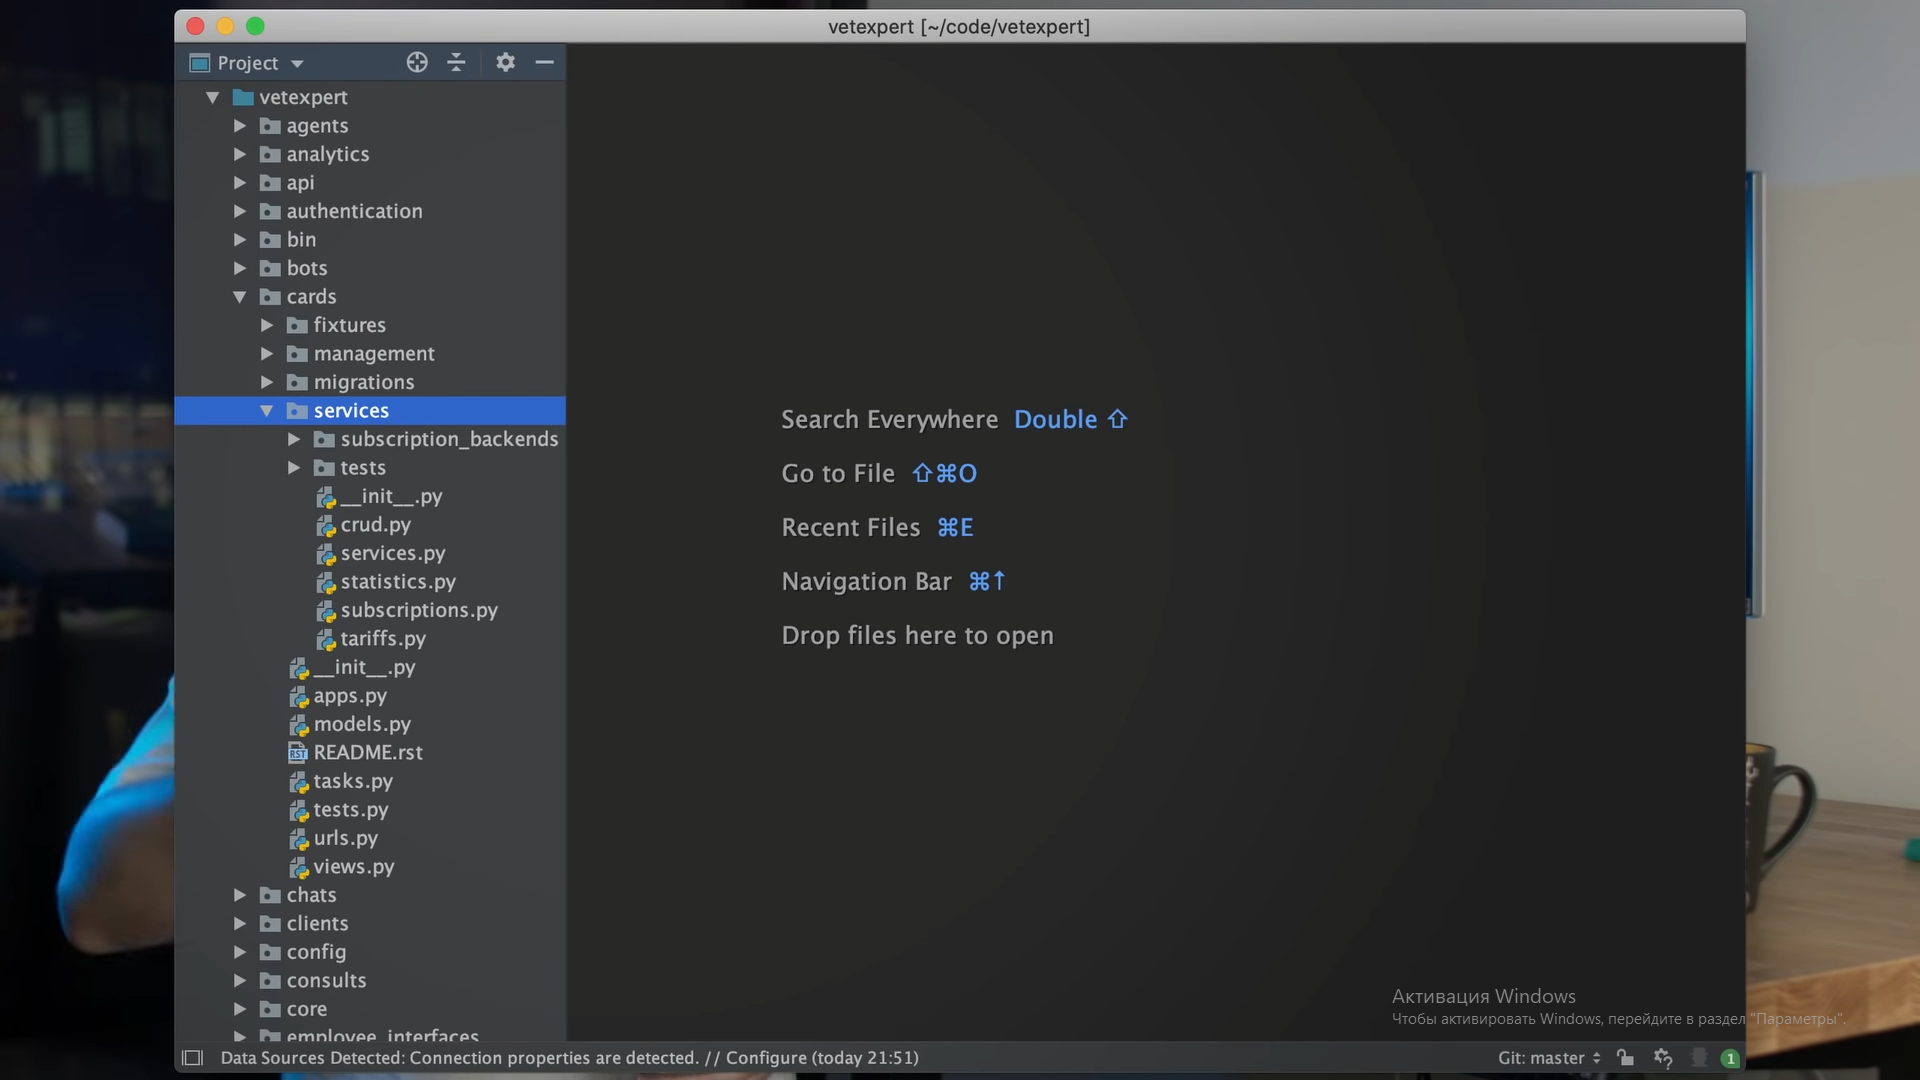 vetexpert [~/code/vetexpert]
Project
vetexpert
agents
analytics
api
authentication
bin
bots
cards
fixtures
management
migrations
services
subscription_backends
tests
__init__.py
crud.py
services.py
statistics.py
subscriptions.py
tariffs.py
__init__.py
apps.py
models.py
RST README.rst
tasks.py
tests.py
urls.py
views.py
chats
clients
config
consults
core
employee_interfaces
Search Everywhere Double ⇧
Go to File ⇧⌘O
Recent Files ⌘E
Navigation Bar ⌘↑
Drop files here to open
Активация Windows
Чтобы активировать Windows, перейдите в раздел "Параметры".
Data Sources Detected: Connection properties are detected. // Configure (today 21:51)
Git: master
1